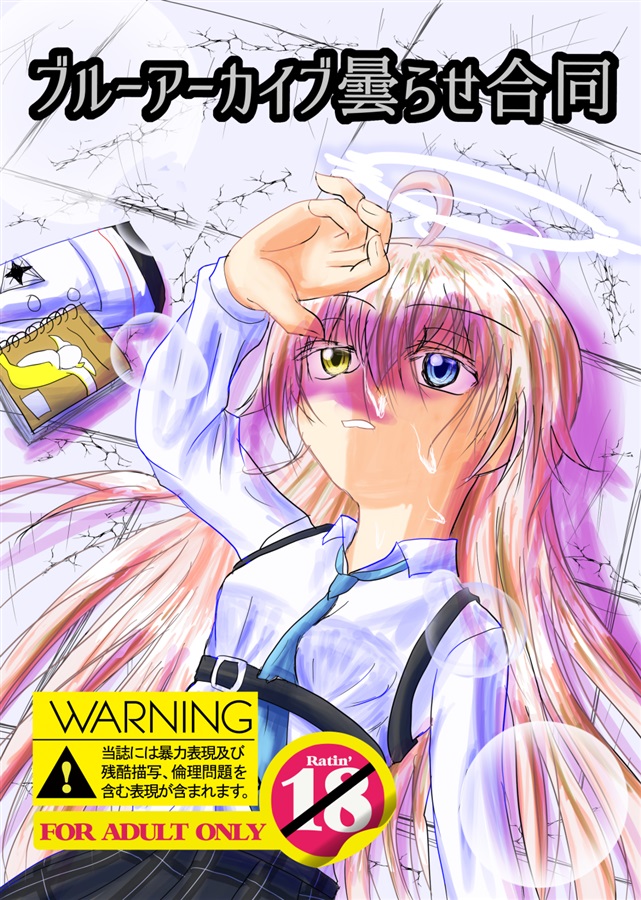 ブルーアーカイブ曇らせ合同
WARNING
当誌には暴力表現及び
残酷描写、倫理問題を
含む表現が含まれます。
FOR ADULT ONLY
Ratin'
18